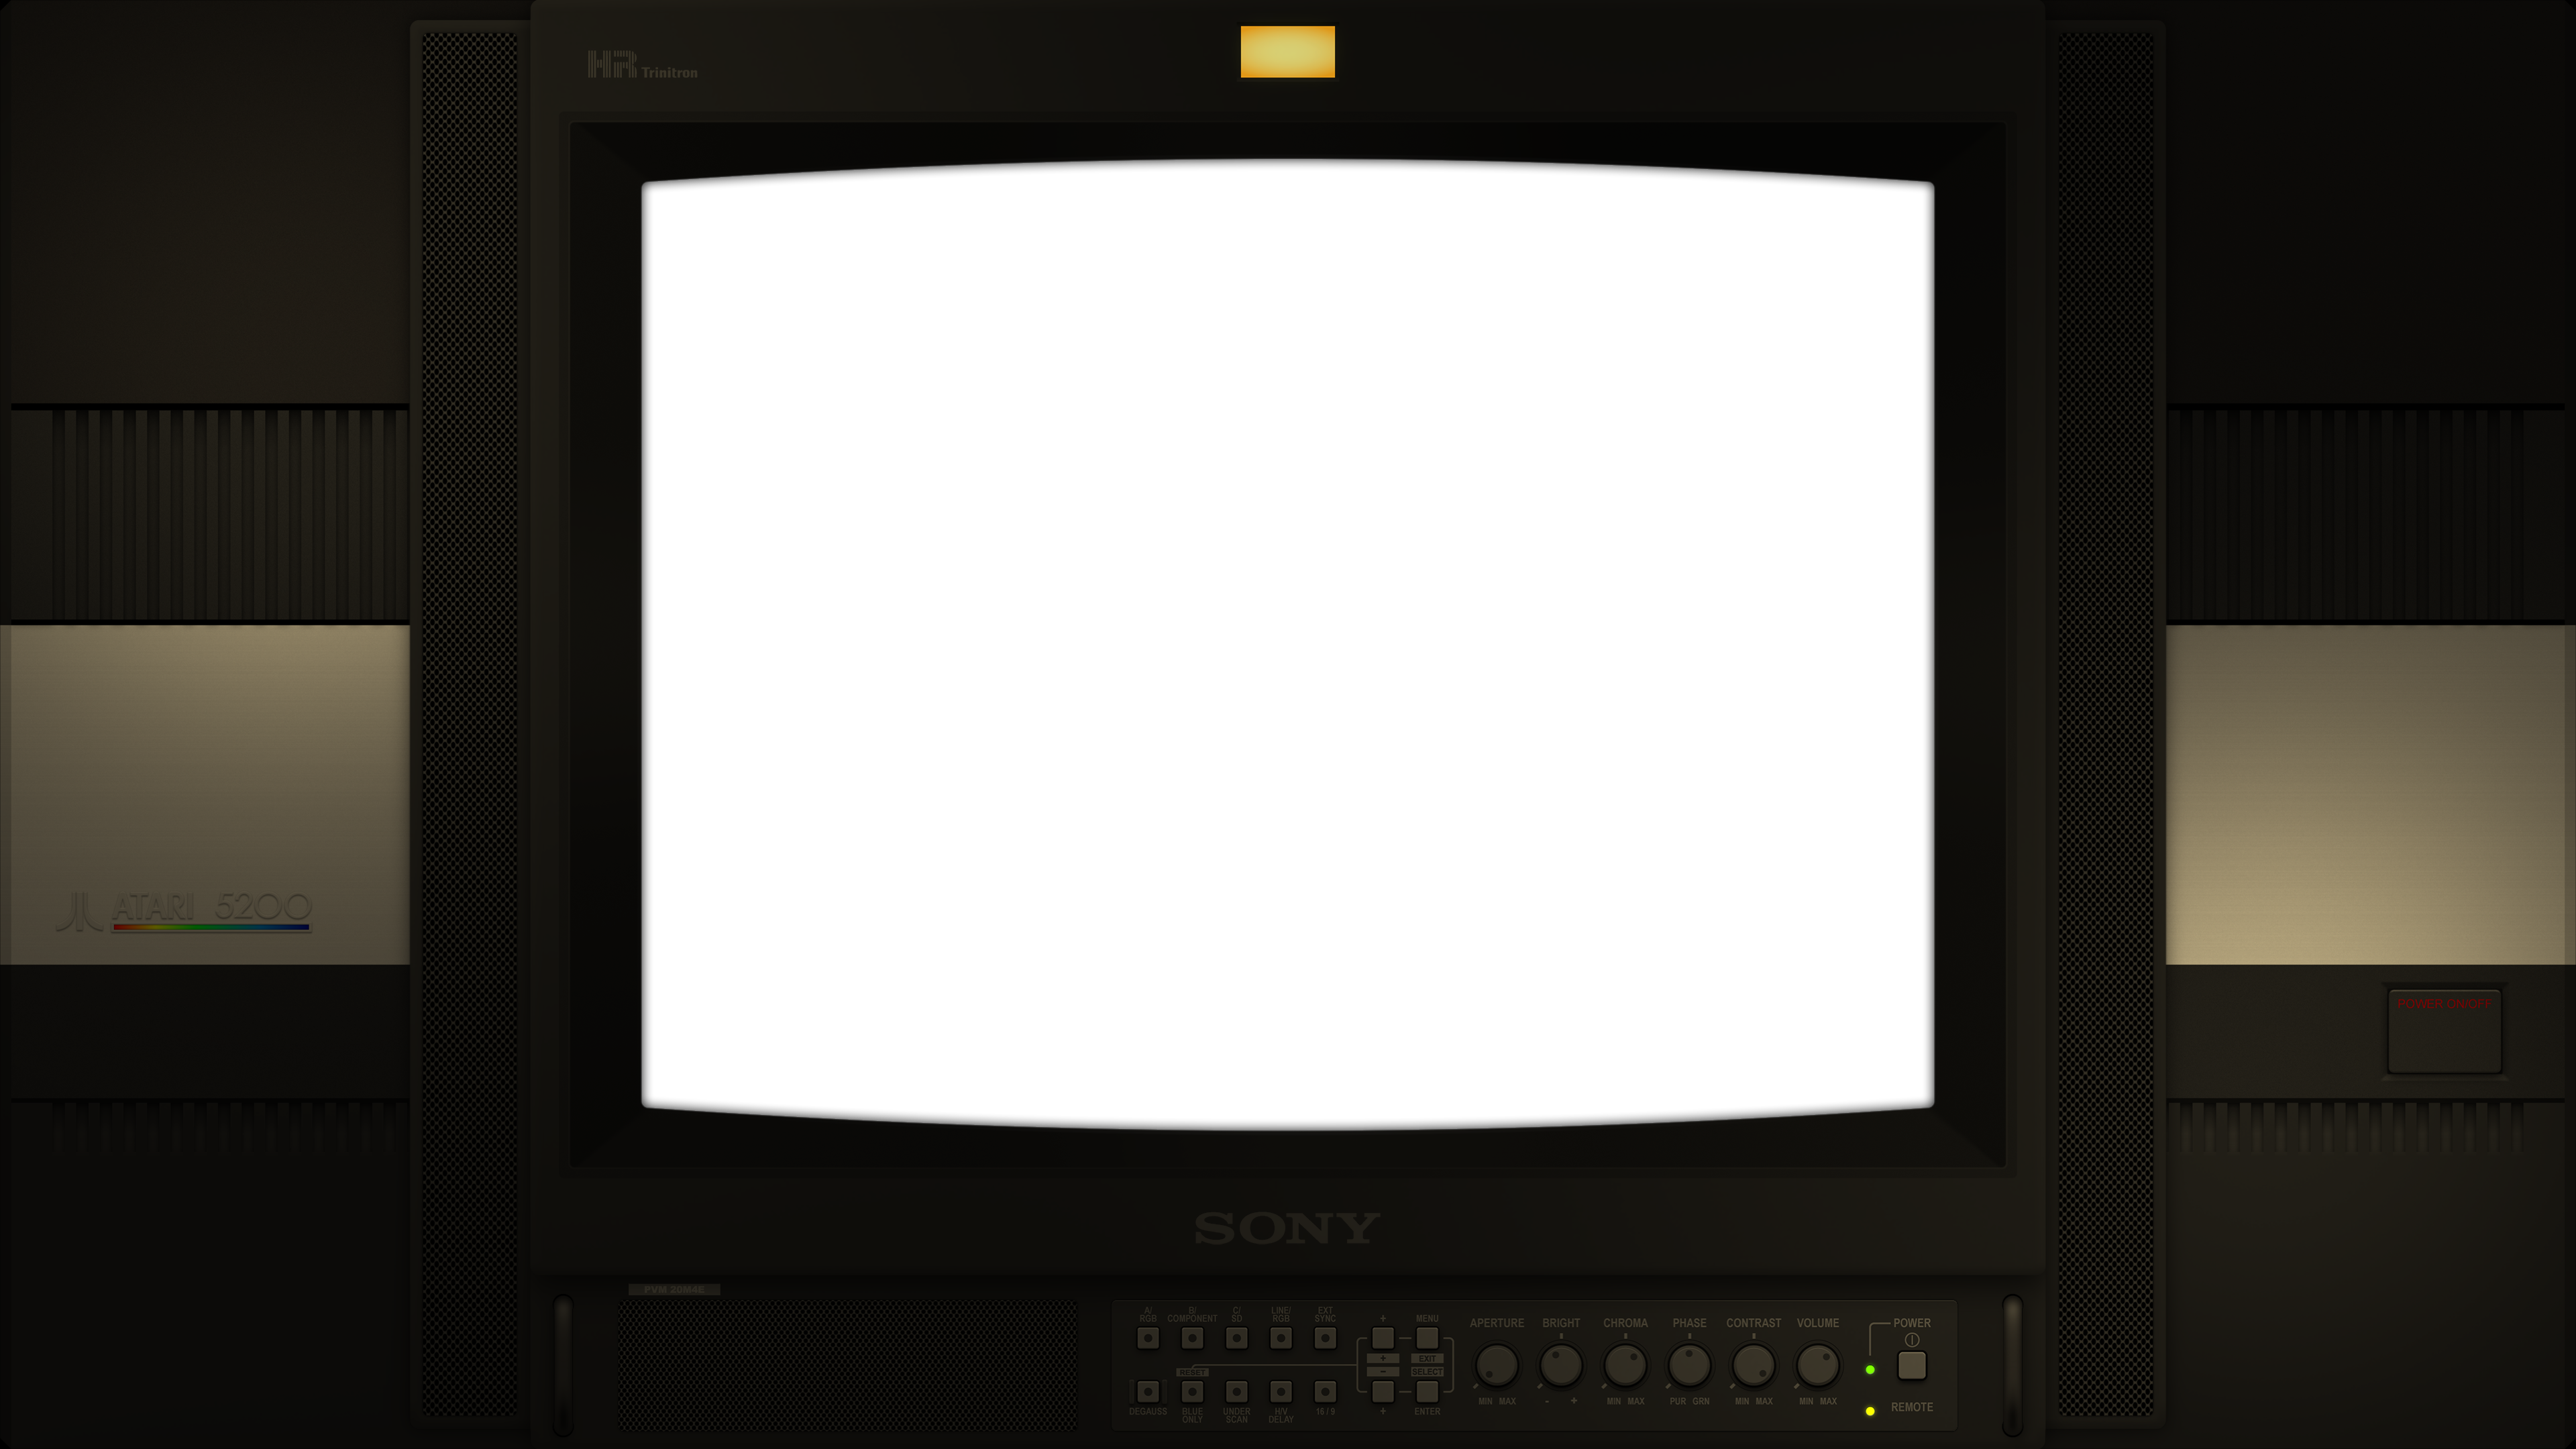 HR Trinitron
ATARI 5200
POWER ON/OFF
SONY
PVM 20M4E
A/ RGB
B/ COMPONENT
C/ SD
LINE/ RGB
EXT SYNC
+
MENU
+
EXIT
RESET
−
SELECT
DEGAUSS
BLUE ONLY
UNDER SCAN
H/V DELAY
16/9
+
ENTER
APERTURE
BRIGHT
CHROMA
PHASE
CONTRAST
VOLUME
POWER
MIN MAX
- +
MIN MAX
PUR GRN
MIN MAX
MIN MAX
REMOTE